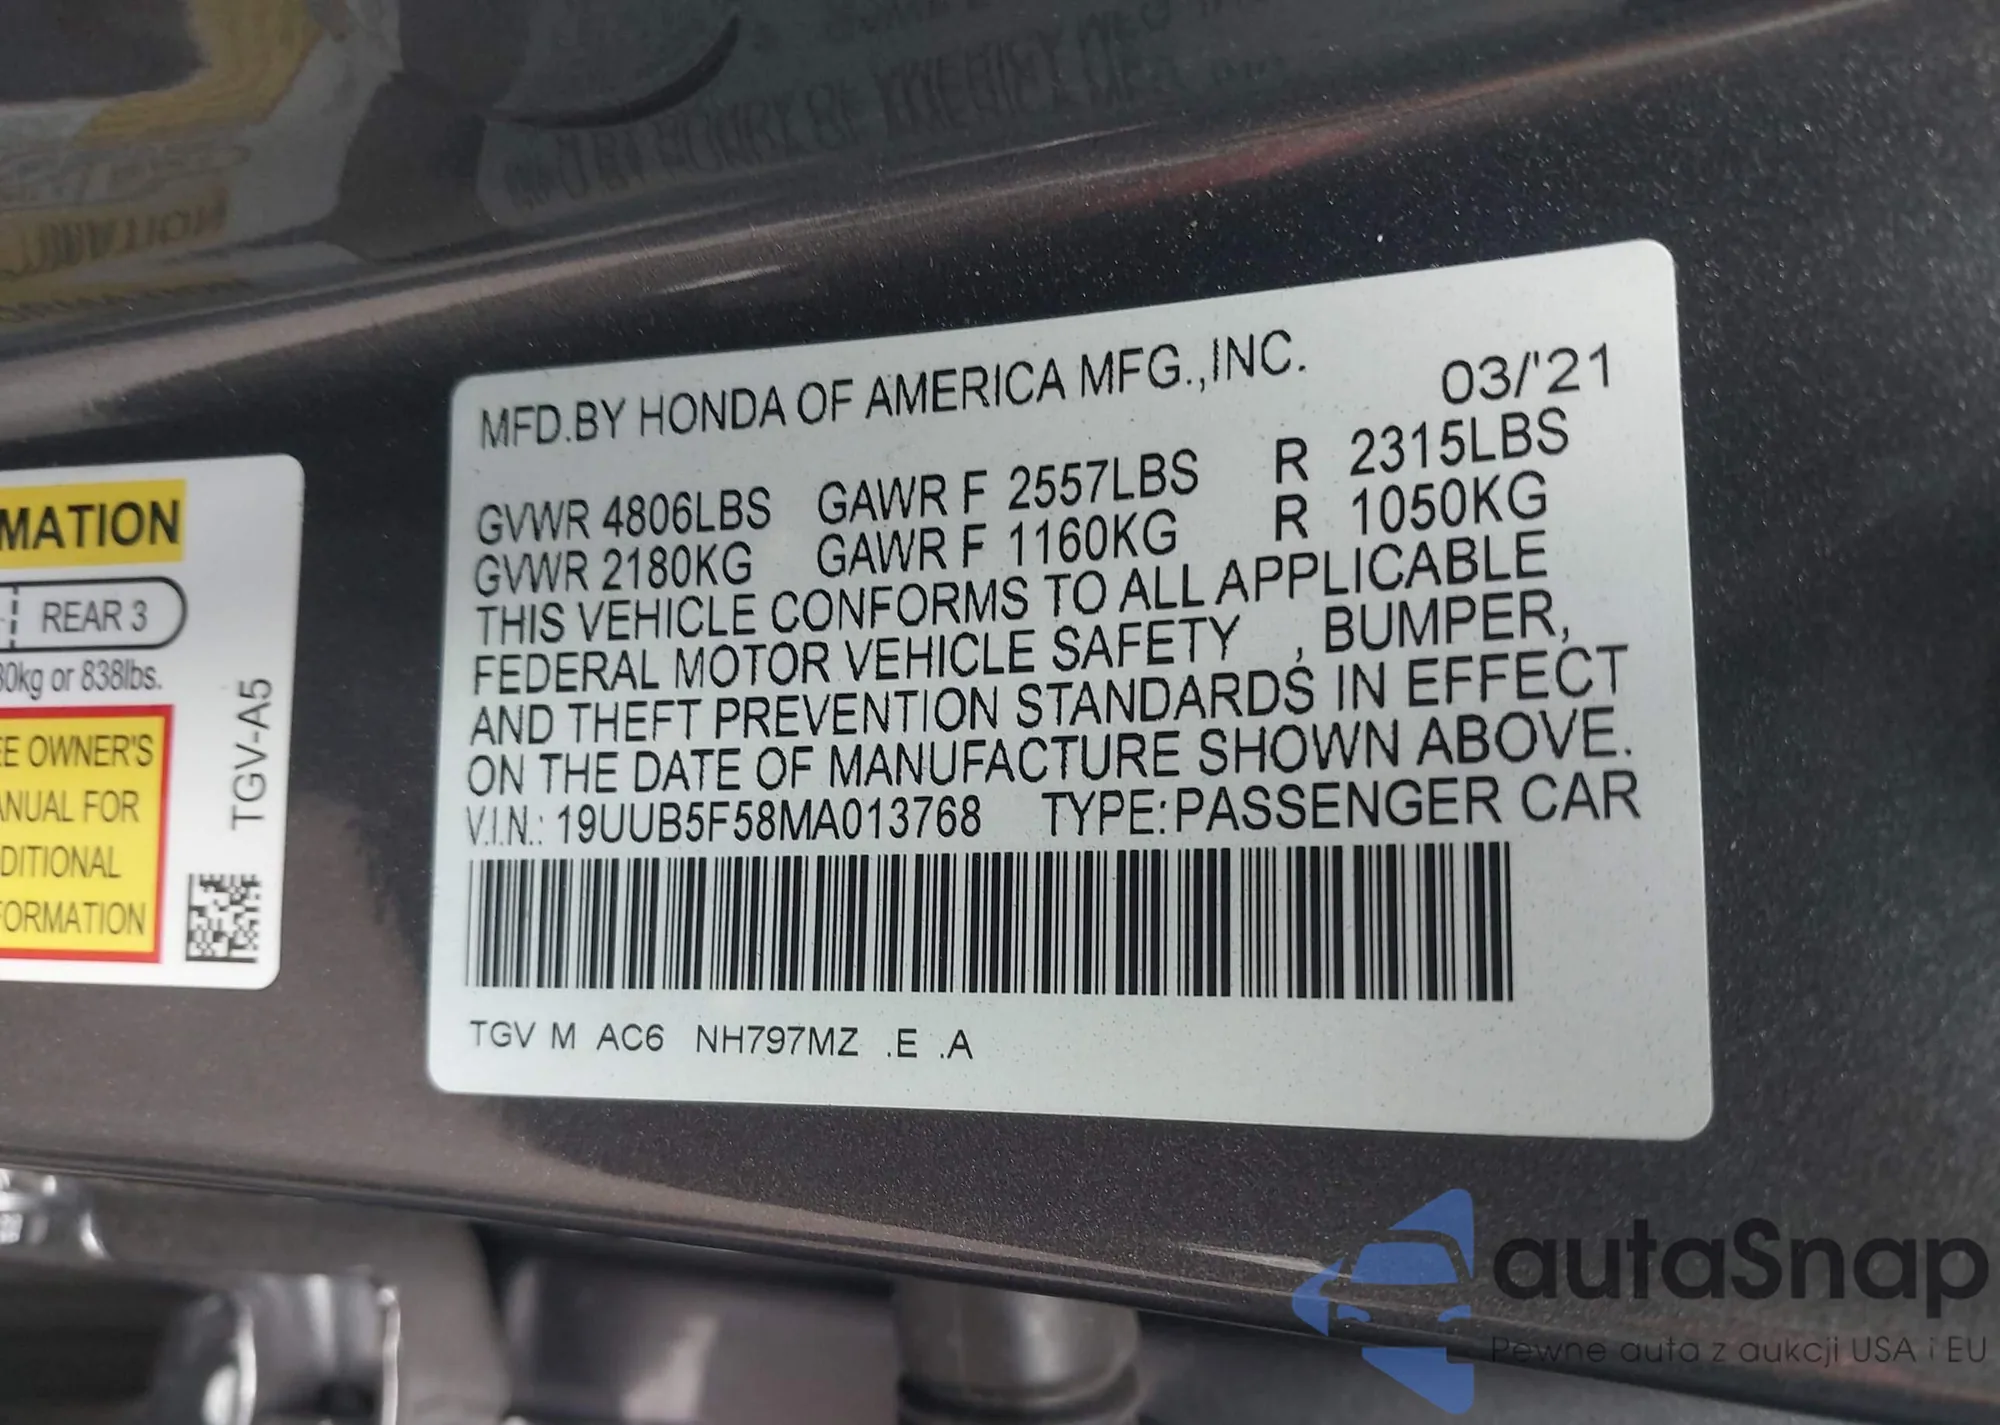 MFD.BY HONDA OF AMERICA MFG.,INC. 03/'21
GVWR 4806LBS GAWR F 2557LBS R 2315LBS
GVWR 2180KG GAWR F 1160KG R 1050KG
THIS VEHICLE CONFORMS TO ALL APPLICABLE
FEDERAL MOTOR VEHICLE SAFETY , BUMPER,
AND THEFT PREVENTION STANDARDS IN EFFECT
ON THE DATE OF MANUFACTURE SHOWN ABOVE.
V.I.N.: 19UUB5F58MA013768 TYPE:PASSENGER CAR
TGV M AC6 NH797MZ .E .A
MATION
REAR 3
0kg or 838lbs.
E OWNER'S
ANUAL FOR
DITIONAL
FORMATION
TGV-A5
autaSnap
Pewne auta z aukcji USA i EU